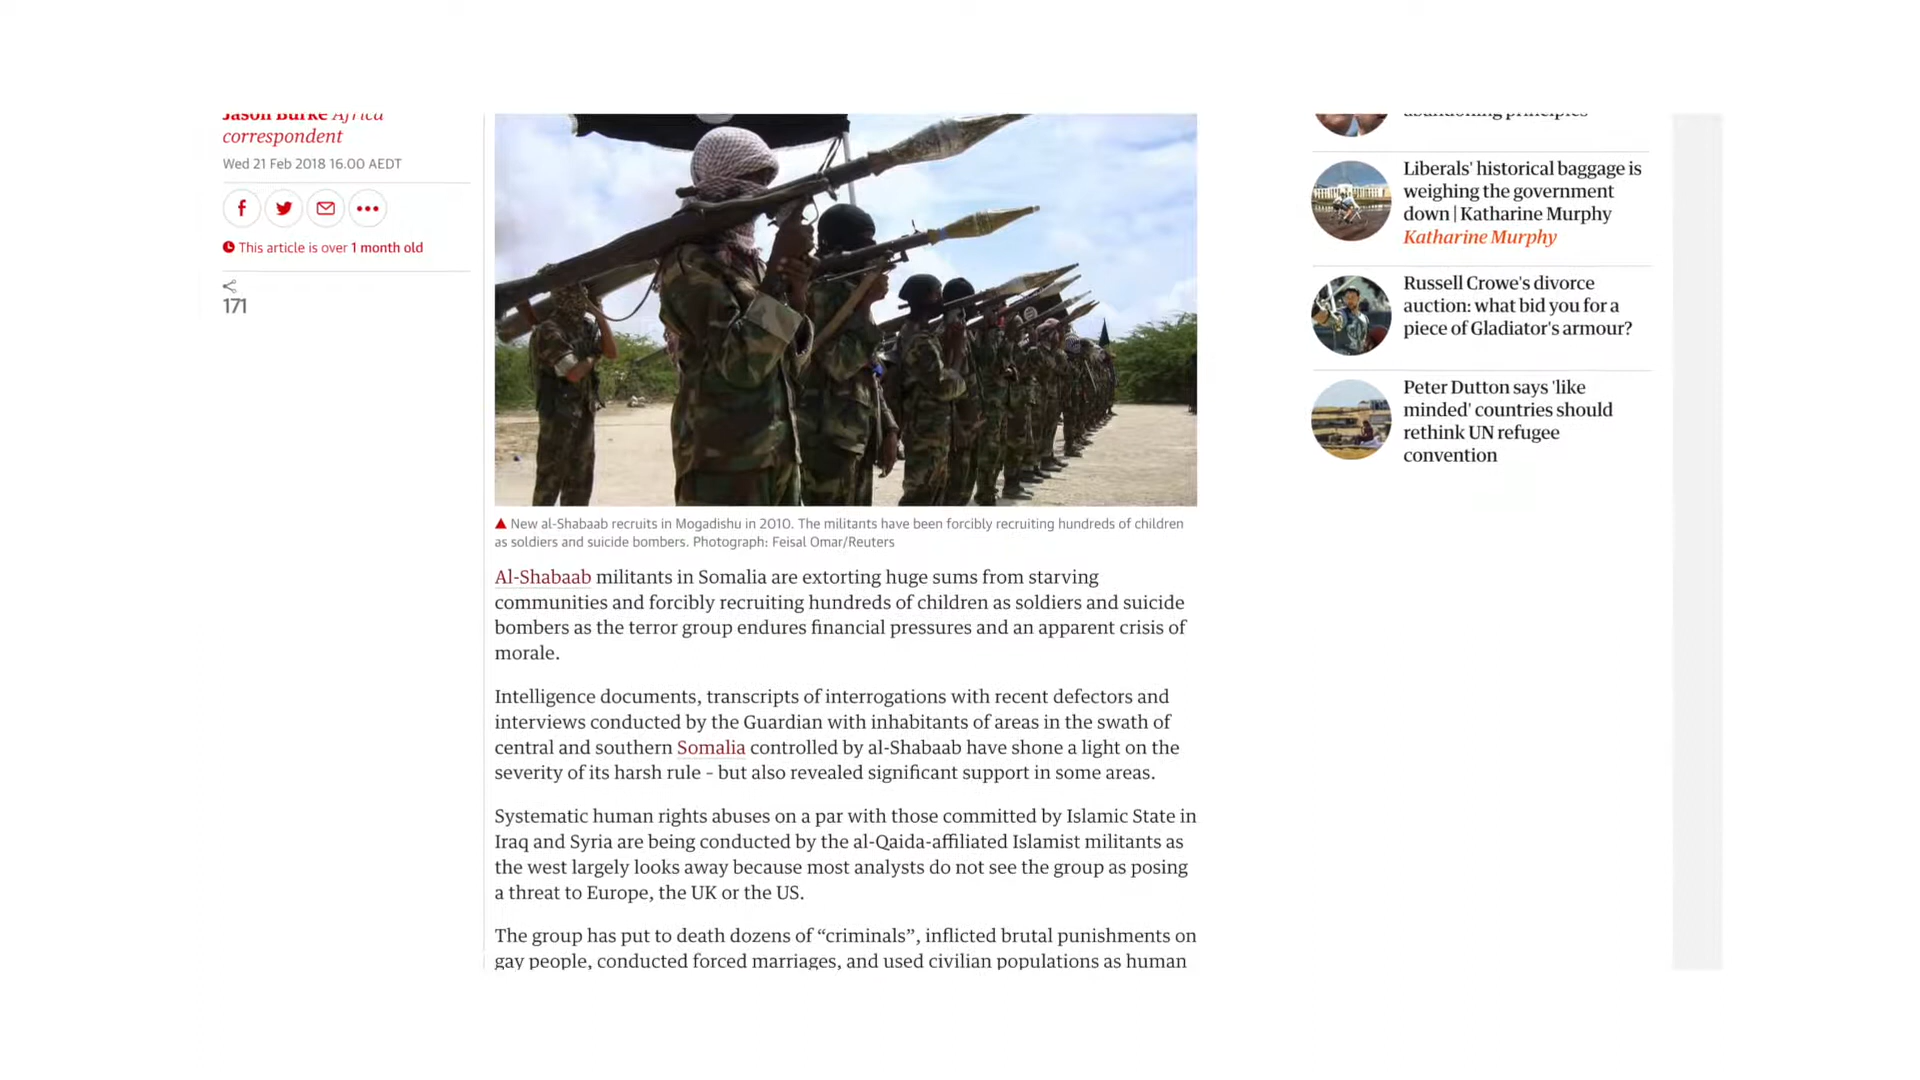 Jason Burke Africa
correspondent
Wed 21 Feb 2018 16.00 AEDT
This article is over 1 month old
171
▲ New al-Shabaab recruits in Mogadishu in 2010. The militants have been forcibly recruiting hundreds of children
as soldiers and suicide bombers. Photograph: Feisal Omar/Reuters
Al-Shabaab militants in Somalia are extorting huge sums from starving
communities and forcibly recruiting hundreds of children as soldiers and suicide
bombers as the terror group endures financial pressures and an apparent crisis of
morale.
Intelligence documents, transcripts of interrogations with recent defectors and
interviews conducted by the Guardian with inhabitants of areas in the swath of
central and southern Somalia controlled by al-Shabaab have shone a light on the
severity of its harsh rule – but also revealed significant support in some areas.
Systematic human rights abuses on a par with those committed by Islamic State in
Iraq and Syria are being conducted by the al-Qaida-affiliated Islamist militants as
the west largely looks away because most analysts do not see the group as posing
a threat to Europe, the UK or the US.
The group has put to death dozens of “criminals”, inflicted brutal punishments on
gay people, conducted forced marriages, and used civilian populations as human
abandoning principles
Liberals' historical baggage is
weighing the government
down | Katharine Murphy
Katharine Murphy
Russell Crowe's divorce
auction: what bid you for a
piece of Gladiator's armour?
Peter Dutton says 'like
minded' countries should
rethink UN refugee
convention